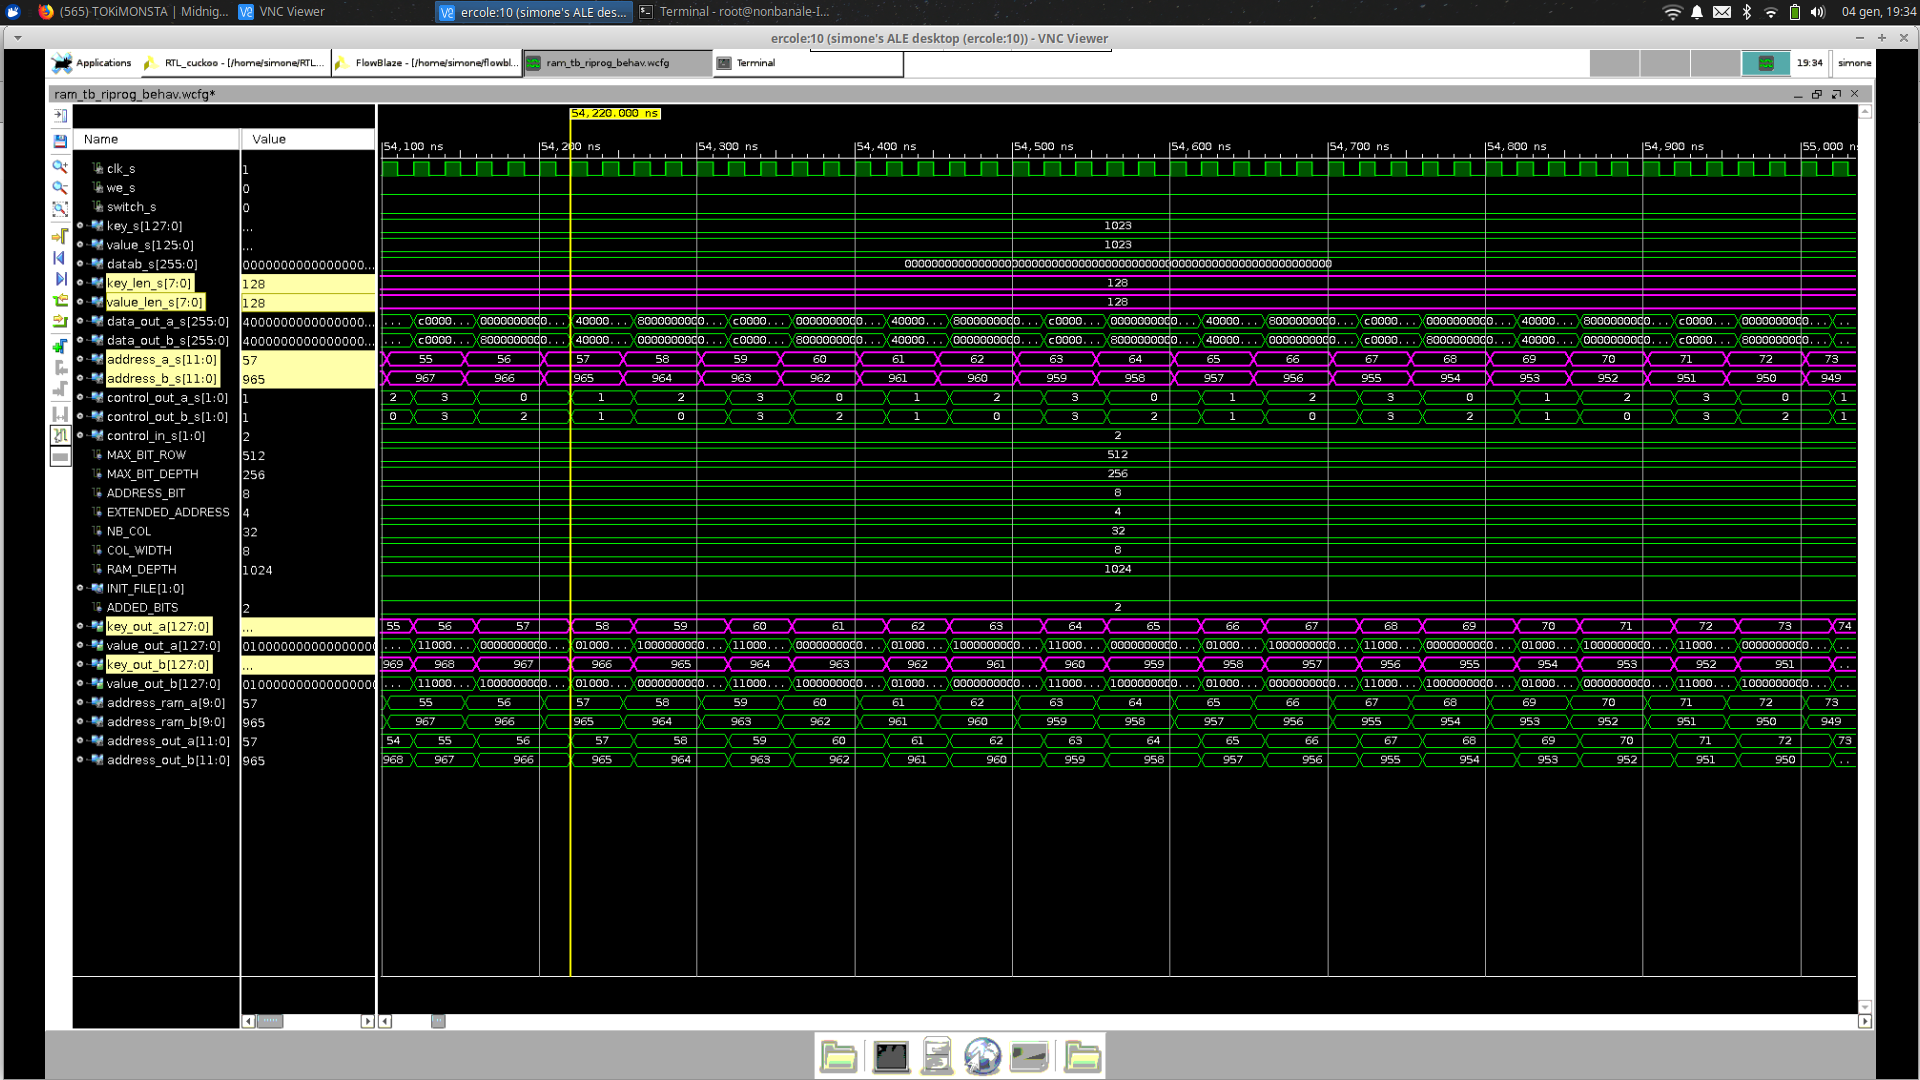 (565) TOKiMONSTA | Midnig... VNC Viewer ercole:10 (simone's ALE des... Terminal - root@nonbanale-I... 04 gen, 19:34
ercole:10 (simone's ALE desktop (ercole:10)) - VNC Viewer
Applications RTL_cuckoo - [/home/simone/RTL... FlowBlaze - [/home/simone/flowbl... ram_tb_riprog_behav.wcfg Terminal 19:34 simone
ram_tb_riprog_behav.wcfg*
54,220.000 ns
Name Value 54,100 ns 54,200 ns 54,300 ns 54,400 ns 54,500 ns 54,600 ns 54,700 ns 54,800 ns 54,900 ns 55,000 ns
clk_s 1
we_s 0
switch_s 0
key_s[127:0] ... 1023
value_s[125:0] ... 1023
datab_s[255:0] 0000000000000000...
key_len_s[7:0] 128 128
value_len_s[7:0] 128 128
data_out_a_s[255:0] 4000000000000000... ... c0000... 0000000000... 40000... 8000000000... c0000... 0000000000... 40000... 8000000000... c0000... 0000000000... 40000... 8000000000... c0000... 0000000000... 40000... 8000000000... c0000... 0000000000... ..
data_out_b_s[255:0] 4000000000000000... ... c0000... 8000000000... 40000... 0000000000... c0000... 8000000000... 40000... 0000000000... c0000... 8000000000... 40000... 0000000000... c0000... 8000000000... 40000... 0000000000... c0000... 8000000000... ..
address_a_s[11:0] 57 55 56 57 58 59 60 61 62 63 64 65 66 67 68 69 70 71 72 73
address_b_s[11:0] 965 967 966 965 964 963 962 961 960 959 958 957 956 955 954 953 952 951 950 949
control_out_a_s[1:0] 1 2 3 0 1 2 3 0 1 2 3 0 1 2 3 0 1 2 3 0 1
control_out_b_s[1:0] 1 0 3 2 1 0 3 2 1 0 3 2 1 0 3 2 1 0 3 2 1
control_in_s[1:0] 2 2
MAX_BIT_ROW 512 512
MAX_BIT_DEPTH 256 256
ADDRESS_BIT 8 8
EXTENDED_ADDRESS 4 4
NB_COL 32 32
COL_WIDTH 8 8
RAM_DEPTH 1024 1024
INIT_FILE[1:0]
ADDED_BITS 2 2
key_out_a[127:0] ... 55 56 57 58 59 60 61 62 63 64 65 66 67 68 69 70 71 72 73 74
value_out_a[127:0] 01000000000000000 ... 11000... 0000000000... 01000... 1000000000... 11000... 0000000000... 01000... 1000000000... 11000... 0000000000... 01000... 1000000000... 11000... 0000000000... 01000... 1000000000... 11000... 0000000000... ..
key_out_b[127:0] ... 969 968 967 966 965 964 963 962 961 960 959 958 957 956 955 954 953 952 951 ..
value_out_b[127:0] 01000000000000000 ... 11000... 1000000000... 01000... 0000000000... 11000... 1000000000... 01000... 0000000000... 11000... 1000000000... 01000... 0000000000... 11000... 1000000000... 01000... 0000000000... 11000... 1000000000... ..
address_ram_a[9:0] 57 55 56 57 58 59 60 61 62 63 64 65 66 67 68 69 70 71 72 73
address_ram_b[9:0] 965 967 966 965 964 963 962 961 960 959 958 957 956 955 954 953 952 951 950 949
address_out_a[11:0] 57 54 55 56 57 58 59 60 61 62 63 64 65 66 67 68 69 70 71 72 73
address_out_b[11:0] 965 968 967 966 965 964 963 962 961 960 959 958 957 956 955 954 953 952 951 950 ..